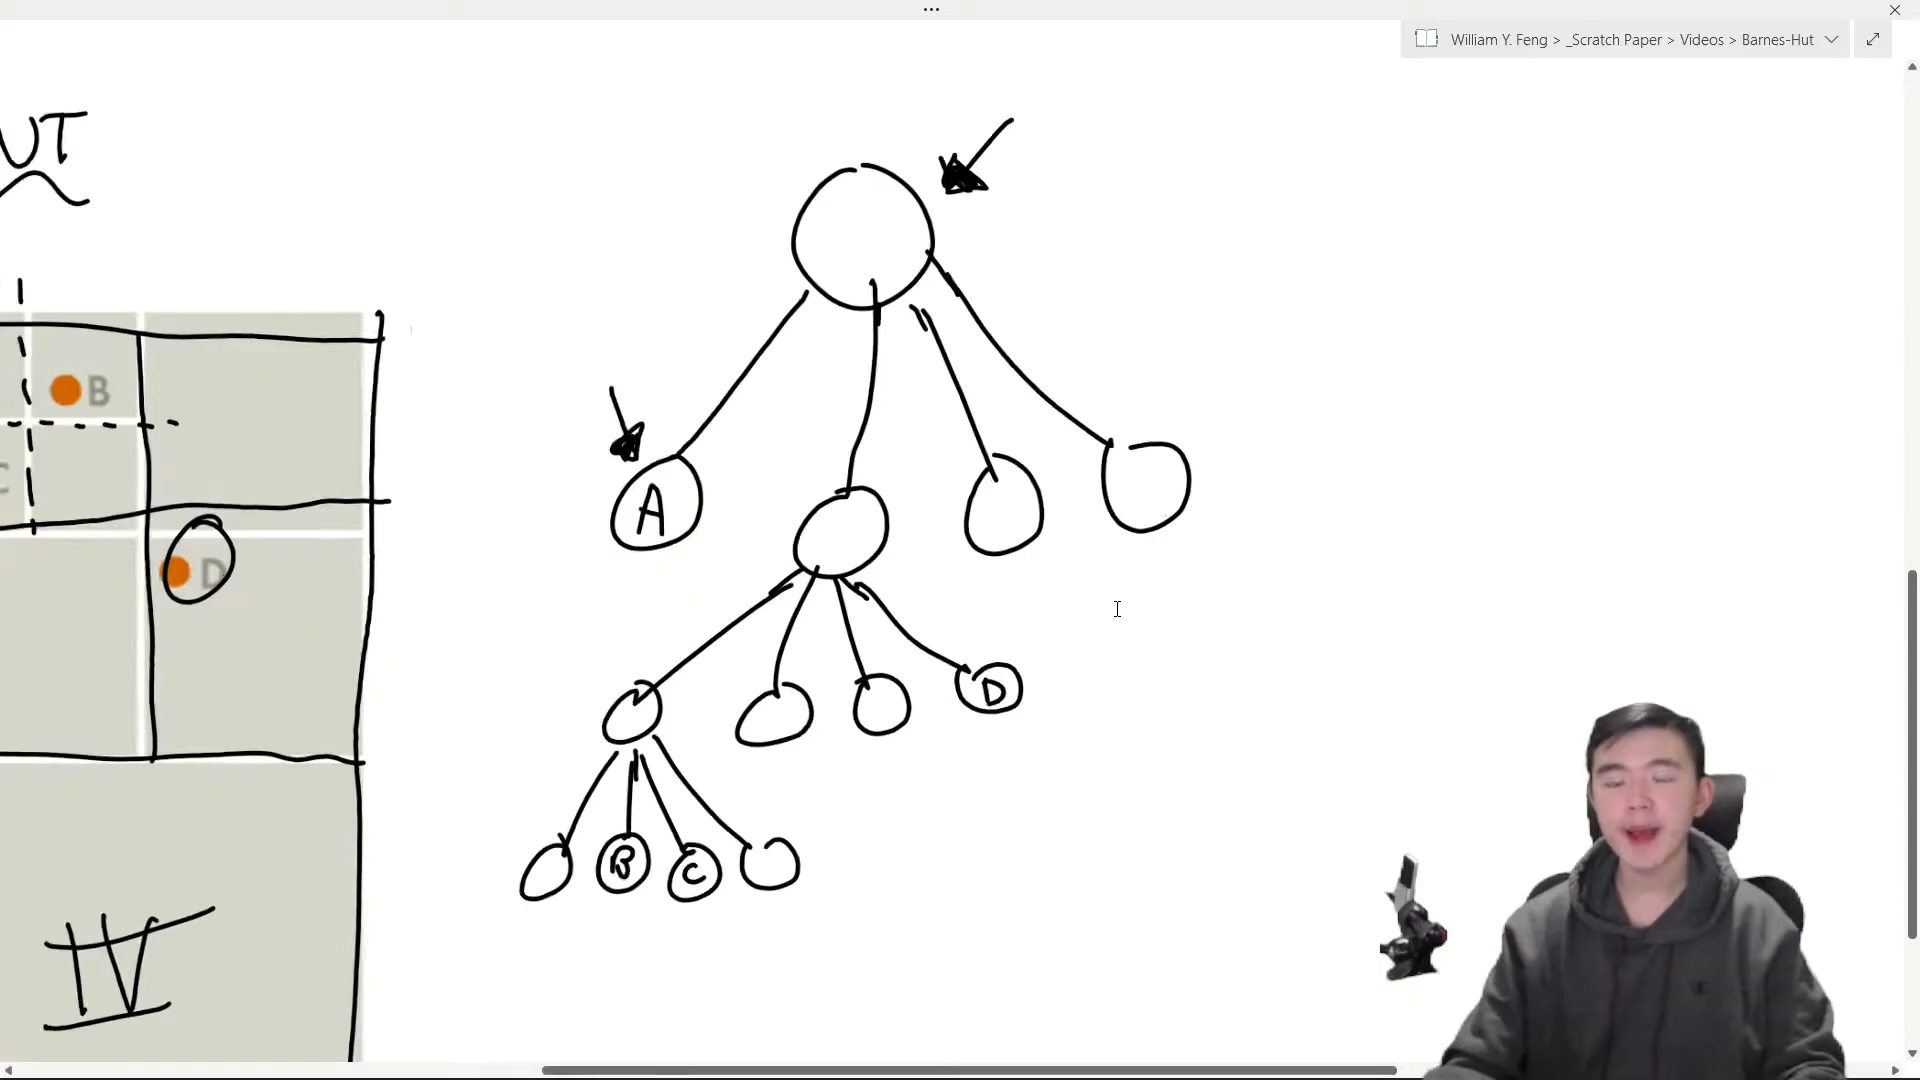 ...
William Y. Feng > _Scratch Paper > Videos > Barnes-Hut
UT
B
C
D
A
D
B
C
IV